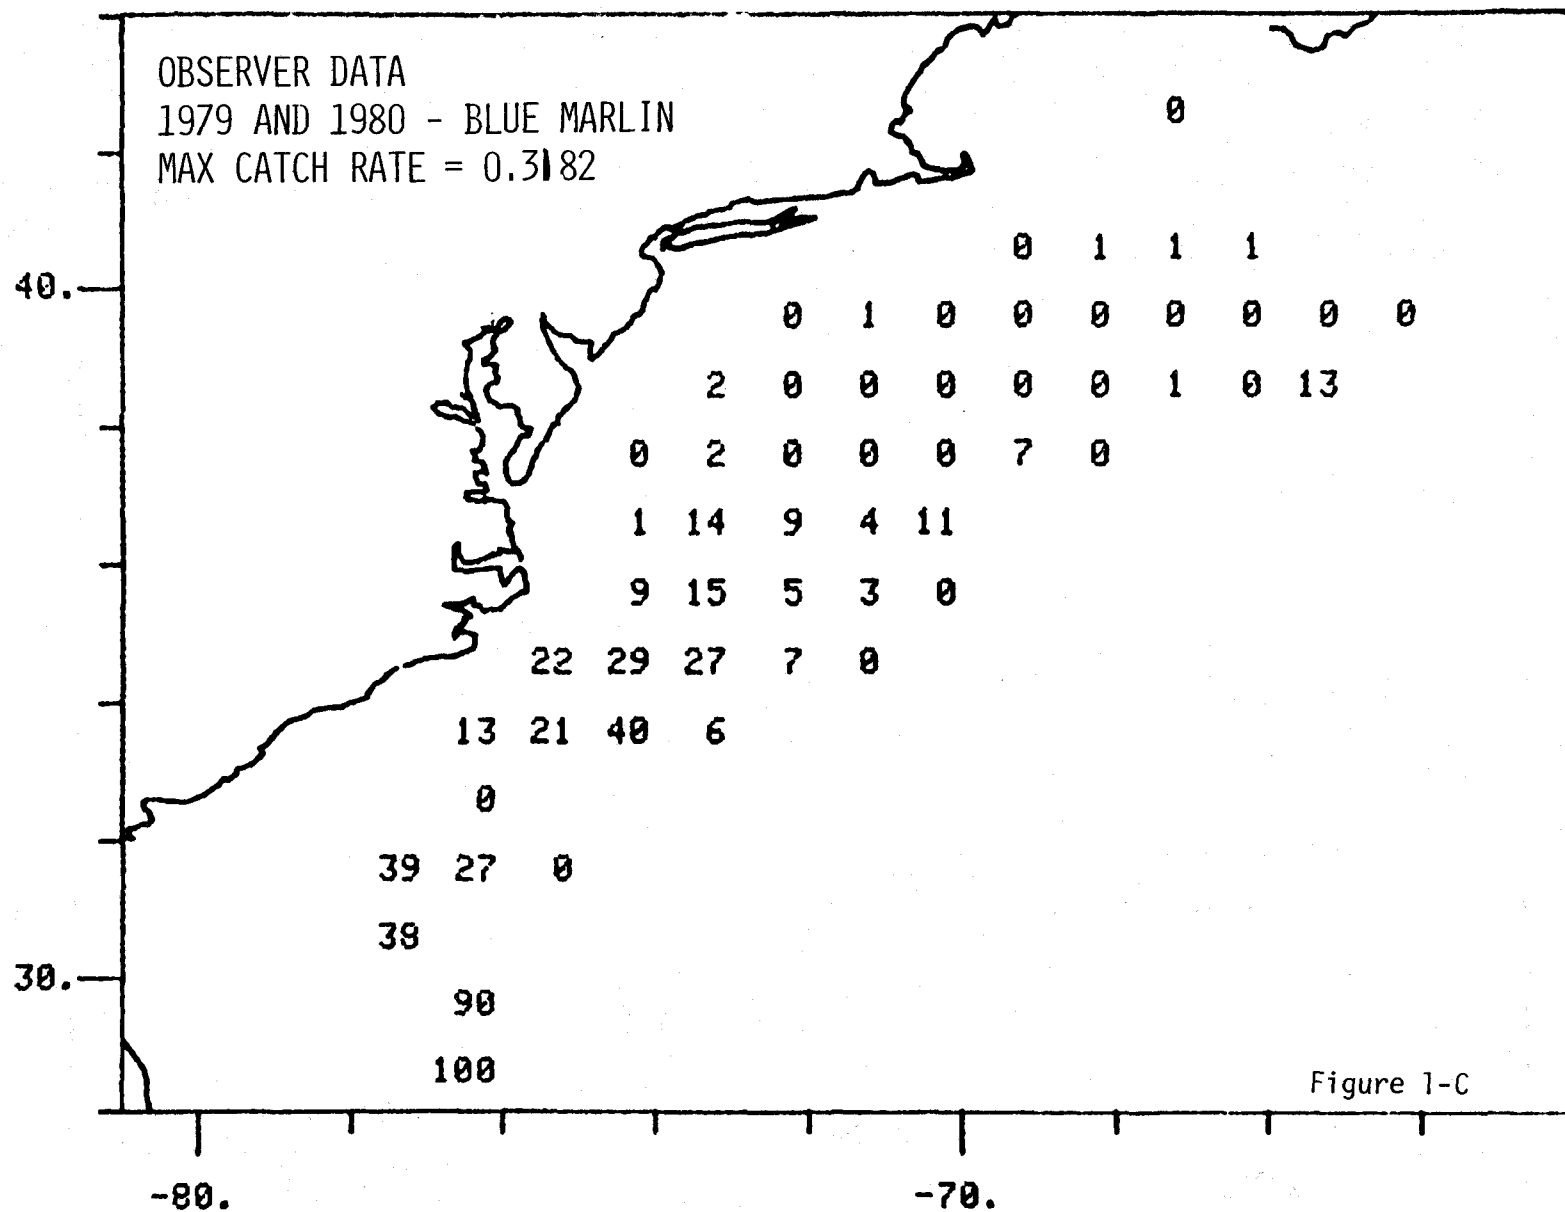 OBSERVER DATA
1979 AND 1980 - BLUE MARLIN
MAX CATCH RATE = 0.3182
0
0 1 1 1
40.
0 1 0 0 0 0 0 0 0
2 0 0 0 0 0 1 0 13
0 2 0 0 0 7 0
1 14 9 4 11
9 15 5 3 0
22 29 27 7 0
13 21 40 6
0
39 27 0
38
30.
90
100
Figure 1-C
-80. -70.